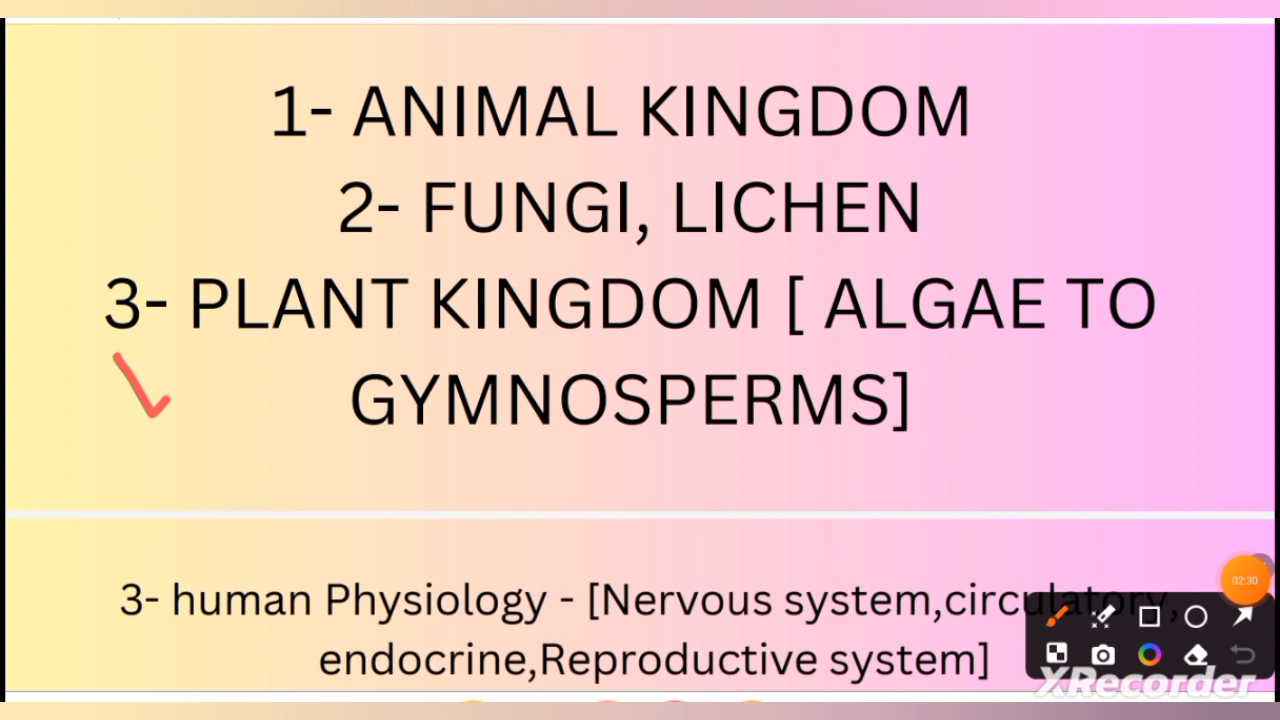 1- ANIMAL KINGDOM
2- FUNGI, LICHEN
3- PLANT KINGDOM [ ALGAE TO
GYMNOSPERMS]
3- human Physiology - [Nervous system,circulatory,
endocrine,Reproductive system]
02:30
XRecorder